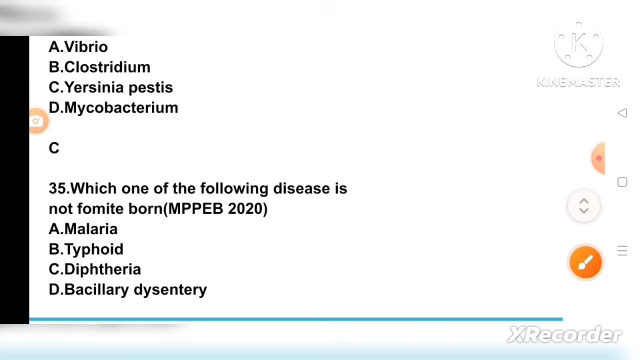 A.Vibrio
B.Clostridium
C.Yersinia pestis
D.Mycobacterium
C
35.Which one of the following disease is
not fomite born(MPPEB 2020)
A.Malaria
B.Typhoid
C.Diphtheria
D.Bacillary dysentery
K
KINEMASTER
XRecorder